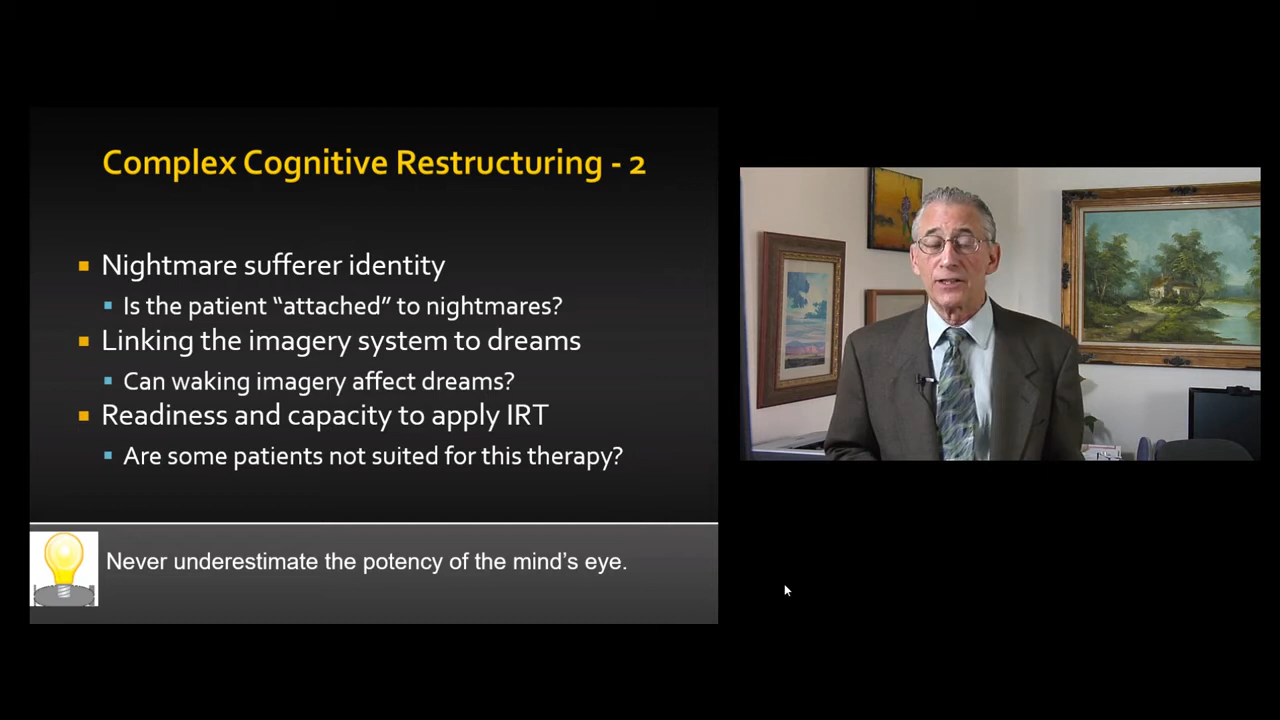 Complex Cognitive Restructuring - 2
Nightmare sufferer identity
Is the patient “attached” to nightmares?
Linking the imagery system to dreams
Can waking imagery affect dreams?
Readiness and capacity to apply IRT
Are some patients not suited for this therapy?
Never underestimate the potency of the mind’s eye.